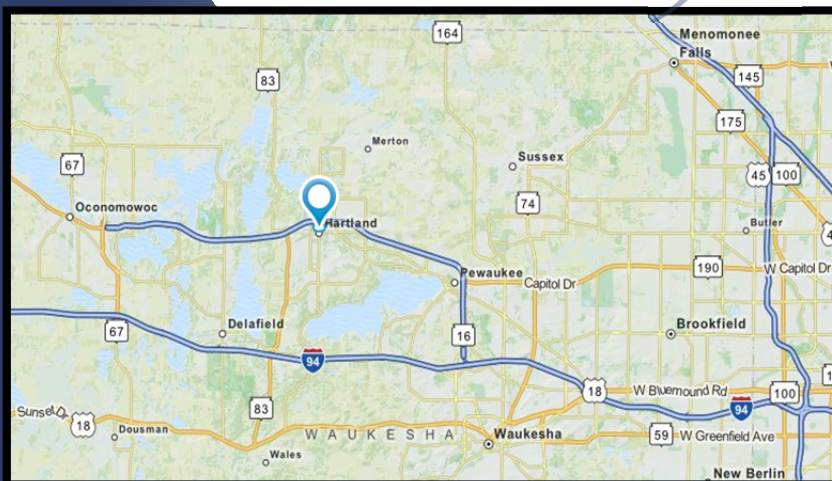 164
Menomonee
Falls
83
145
175
Merton
67
Sussex
45
100
Oconomowoc
74
Butler
Hartland
Pewaukee
Capitol Dr
190
W Capitol Dr
67
Delafield
16
Brookfield
94
18
W Bluemound Rd
100
94
Sunset Dr
18
83
Dousman
WAUKESHA
Waukesha
59
W Greenfield Ave
Wales
New Berlin